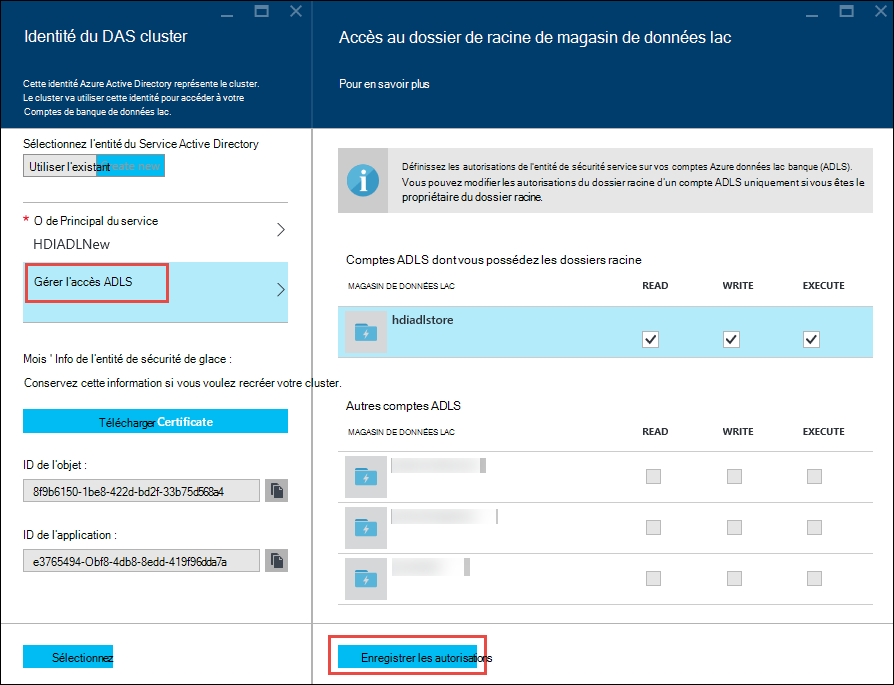 Identité du DAS cluster
Cette identité Azure Active Directory représente le cluster.
Le cluster va utiliser cette identité pour accéder à votre
Comptes de banque de données lac.
Sélectionnez l'entité du Service Active Directory
Utiliser l'existant
* O de Principal du service
HDIADLNew
Gérer l'accès ADLS
Mois ' Info de l'entité de sécurité de glace :
Conservez cette information si vous voulez recréer votre cluster.
Télécharger Certificate
ID de l'objet :
8f9b6150-1be8-422d-bd2f-33b75d568a4
ID de l'application :
e3765494-Obf8-4db8-8edd-419f96dda7a
Sélectionnez
Accès au dossier de racine de magasin de données lac
Pour en savoir plus
Définissez les autorisations de l'entité de sécurité service sur vos comptes Azure données lac banque (ADLS).
Vous pouvez modifier les autorisations du dossier racine d'un compte ADLS uniquement si vous êtes le
propriétaire du dossier racine.
Comptes ADLS dont vous possédez les dossiers racine
MAGASIN DE DONNÉES LAC READ WRITE EXECUTE
hdiadlstore
Autres comptes ADLS
MAGASIN DE DONNÉES LAC READ WRITE EXECUTE
Enregistrer les autorisations